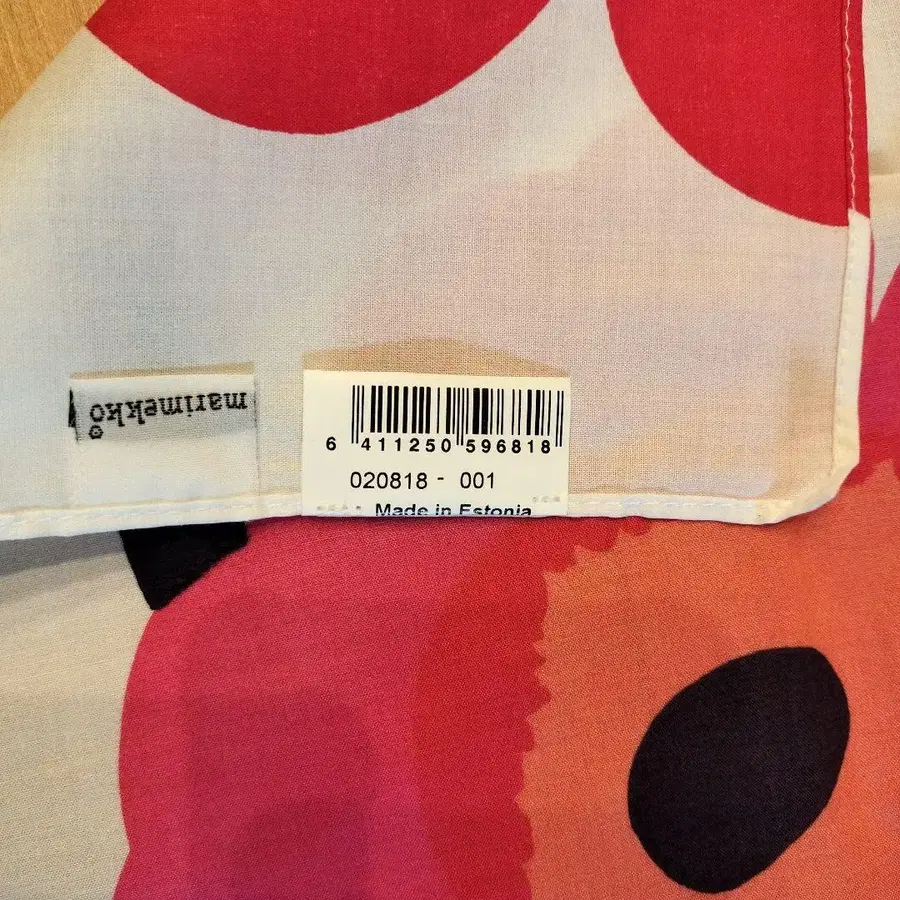 marimekko
6 411250 596818
020818 - 001
Made in Estonia